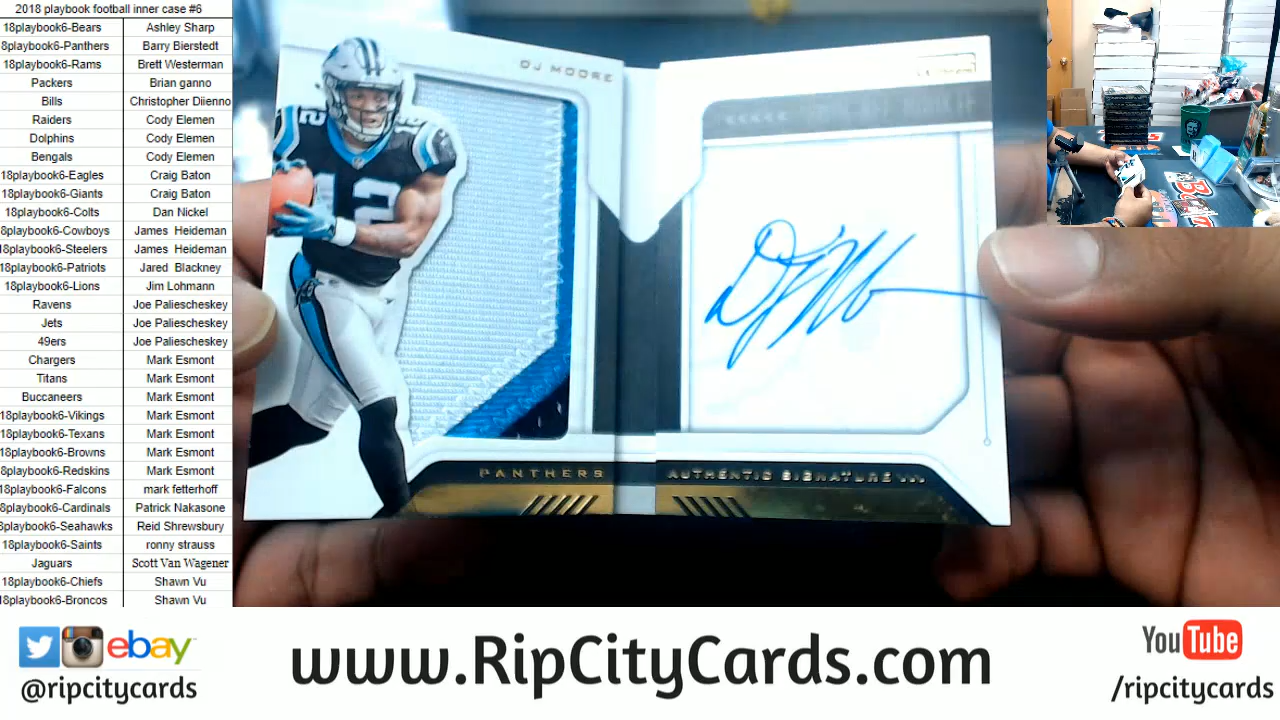 2018 playbook football inner case #6
18playbook6-Bears Ashley Sharp
8playbook6-Panthers Barry Bierstedt
18playbook6-Rams Brett Westerman
Packers Brian ganno
Bills Christopher Diienno
Raiders Cody Elemen
Dolphins Cody Elemen
Bengals Cody Elemen
18playbook6-Eagles Craig Baton
18playbook6-Giants Craig Baton
18playbook6-Colts Dan Nickel
8playbook6-Cowboys James Heideman
18playbook6-Steelers James Heideman
18playbook6-Patriots Jared Blackney
18playbook6-Lions Jim Lohmann
Ravens Joe Paliescheskey
Jets Joe Paliescheskey
49ers Joe Paliescheskey
Chargers Mark Esmont
Titans Mark Esmont
Buccaneers Mark Esmont
18playbook6-Vikings Mark Esmont
18playbook6-Texans Mark Esmont
18playbook6-Browns Mark Esmont
8playbook6-Redskins Mark Esmont
18playbook6-Falcons mark fetterhoff
8playbook6-Cardinals Patrick Nakasone
8playbook6-Seahawks Reid Shrewsbury
18playbook6-Saints ronny strauss
Jaguars Scott Van Wagener
18playbook6-Chiefs Shawn Vu
8playbook6-Broncos Shawn Vu
DJ MOORE
12
PANTHERS
AUTHENTIC SIGNATURE
ebay
@ripcitycards
www.RipCityCards.com
YouTube
/ripcitycards